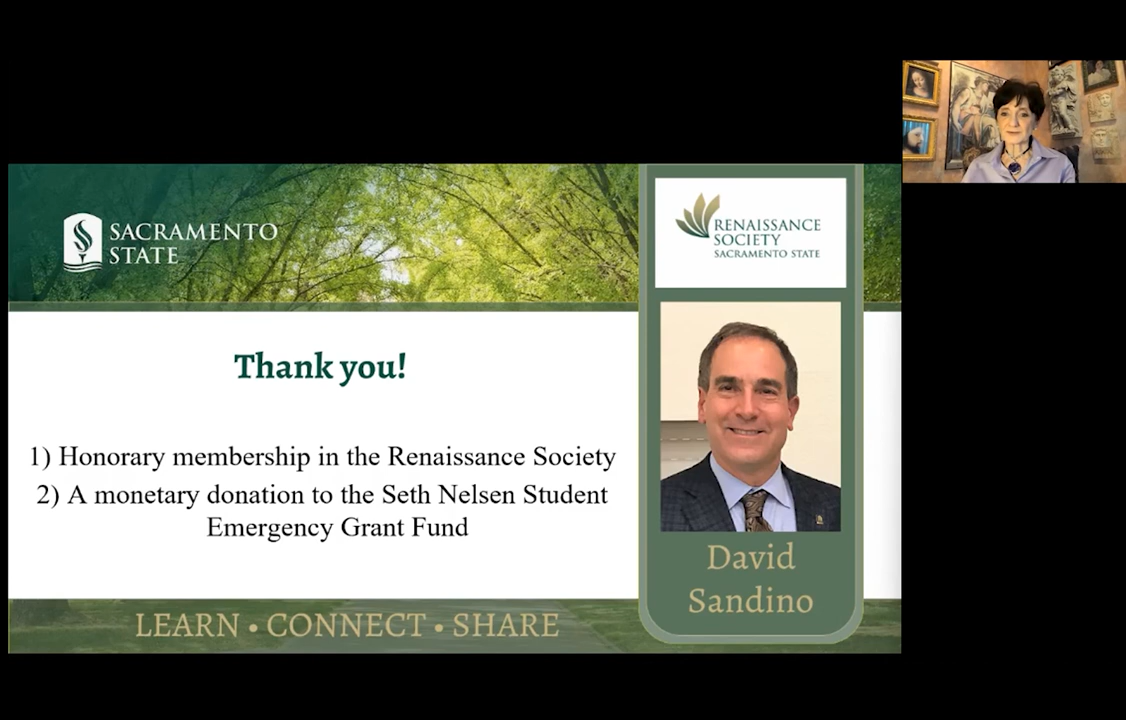 SACRAMENTO
STATE
RENAISSANCE
SOCIETY
SACRAMENTO STATE
Thank you!
1) Honorary membership in the Renaissance Society
2) A monetary donation to the Seth Nelsen Student
Emergency Grant Fund
David
Sandino
LEARN • CONNECT • SHARE